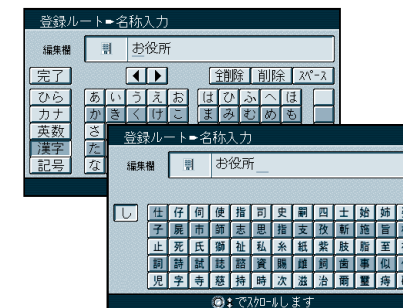 登録ルート➨名称入力
編集欄 お役所
完了 ◀ ▶ 全削除 削除 スペース
ひら あ い う え お は ひ ふ へ ほ
カナ か き く け こ ま み む め も
英数 さ
漢字 た
記号 な
登録ルート➨名称入力
編集欄 お役所_
し 仕 仔 伺 使 指 司 史 嗣 四 士 始 姉
子 屍 市 師 志 思 指 支 孜 斬 施 旨
止 死 氏 獅 祉 私 糸 紙 紫 肢 脂 至
詞 詩 試 誌 諮 資 賜 雌 飼 歯 事 似
児 字 寺 慈 持 時 次 滋 治 爾 璽 痔
でスクロールします